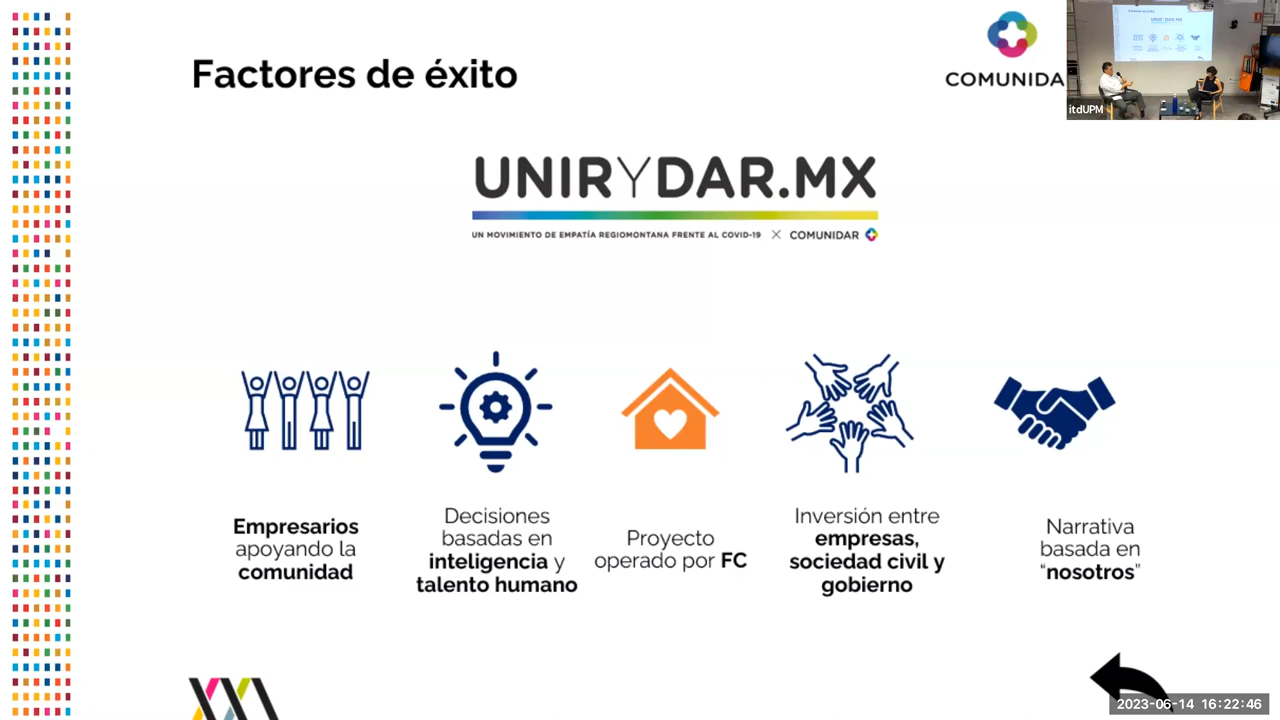 Factores de éxito
COMUNIDA
itdUPM
UNIRYDAR.MX
UN MOVIMIENTO DE EMPATÍA REGIOMONTANA FRENTE AL COVID-19 X COMUNIDAR
Empresarios
apoyando la
comunidad
Decisiones
basadas en
inteligencia y
talento humano
Proyecto
operado por FC
Inversión entre
empresas,
sociedad civil y
gobierno
Narrativa
basada en
“nosotros”
2023-06-14 16:22:46